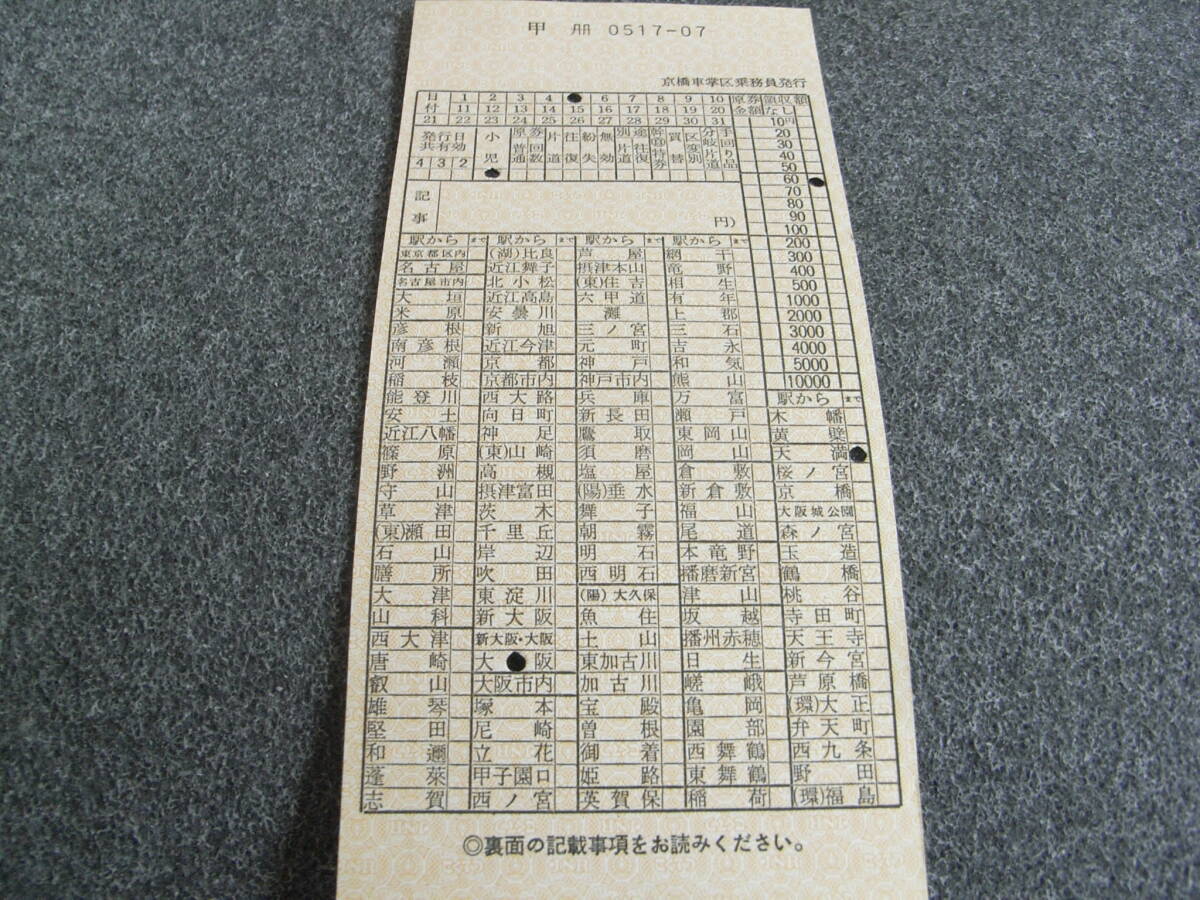 甲 册 0517-07
京橋車掌区乗務員発行
日 1 2 3 4 6 7 8 9 10 原券 領収額
付 11 12 13 14 15 16 17 18 19 20 金額 なし
21 22 23 24 25 26 27 28 29 30 31 10円
発行日共有効 小児 原普通 券回数 片道 往復 紛失 無効 別片道 途往復 買替 区変別 分岐片道 手回り品 20
30
40
50
4 3 2 60
70
記事 80
円) 90
100
駅から まで 駅から まで 駅から まで 駅から まで 200
東京都区内 (湖)比良 芦屋 網干 300
名古屋 近江舞子 摂津本山 竜野 400
名古屋市内 北小松 (東)住吉 相生 500
大垣 近江高島 六甲道 有年 1000
米原 安曇川 灘 上郡 2000
彦根 新旭 三ノ宮 三石 3000
南彦根 近江今津 元町 吉永 4000
河瀬 京都 神戸 和気 5000
稲枝 京都市内 神戸市内 熊山 10000
能登川 西大路 兵庫 万富 駅から まで
安土 向日町 新長田 瀬戸 木幡
近江八幡 神足 鷹取 東岡山 黄檗
篠原 (東)山崎 須磨 岡山 天満
野洲 高槻 塩屋 倉敷 桜ノ宮
守山 摂津富田 (陽)垂水 新倉敷 京橋
草津 茨木 舞子 福山 大阪城公園
(東)瀬田 千里丘 朝霧 尾道 森ノ宮
石山 岸辺 明石 本竜野 玉造
膳所 吹田 西明石 播磨新宮 鶴橋
大津 東淀川 (陽)大久保 津山 桃谷
山科 新大阪 魚住 坂越 寺田町
西大津 新大阪・大阪 土山 播州赤穂 天王寺
唐崎 大阪 東加古川 日生 新今宮
叡山 大阪市内 加古川 嵯峨 芦原橋
雄琴 塚本 宝殿 亀岡 (環)大正
堅田 尼崎 曽根 園部 弁天町
和邇 立花 御着 西舞鶴 西九条
蓬莱 甲子園口 姫路 東舞鶴 野田
志賀 西ノ宮 英賀保 稲荷 (環)福島
◎裏面の記載事項をお読みください。